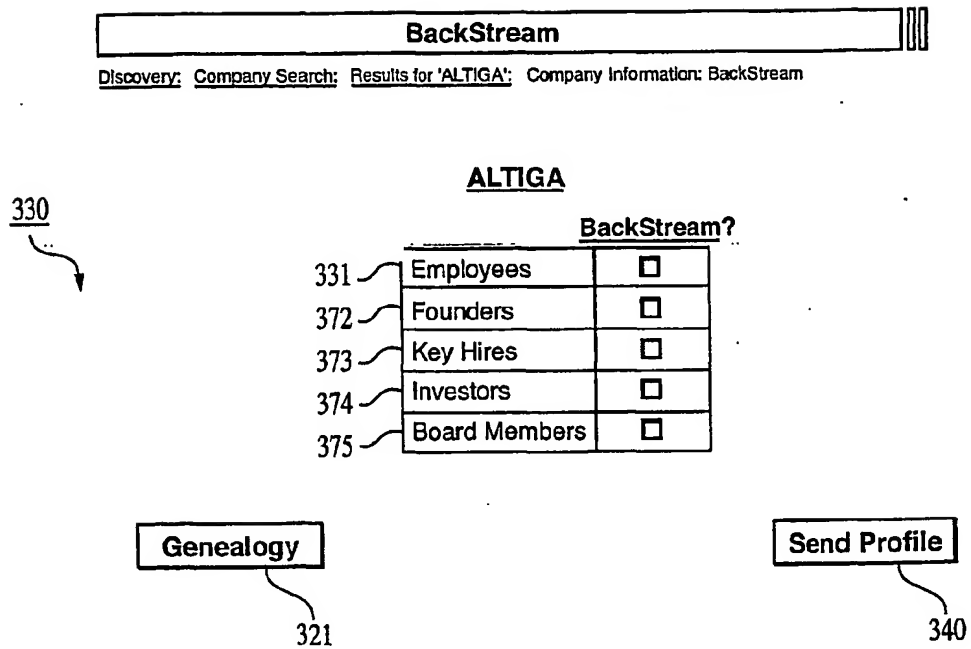 BackStream
Discovery: Company Search: Results for 'ALTIGA': Company Information: BackStream
ALTIGA
330
BackStream?
331 Employees
372 Founders
373 Key Hires
374 Investors
375 Board Members
Genealogy
Send Profile
321
340